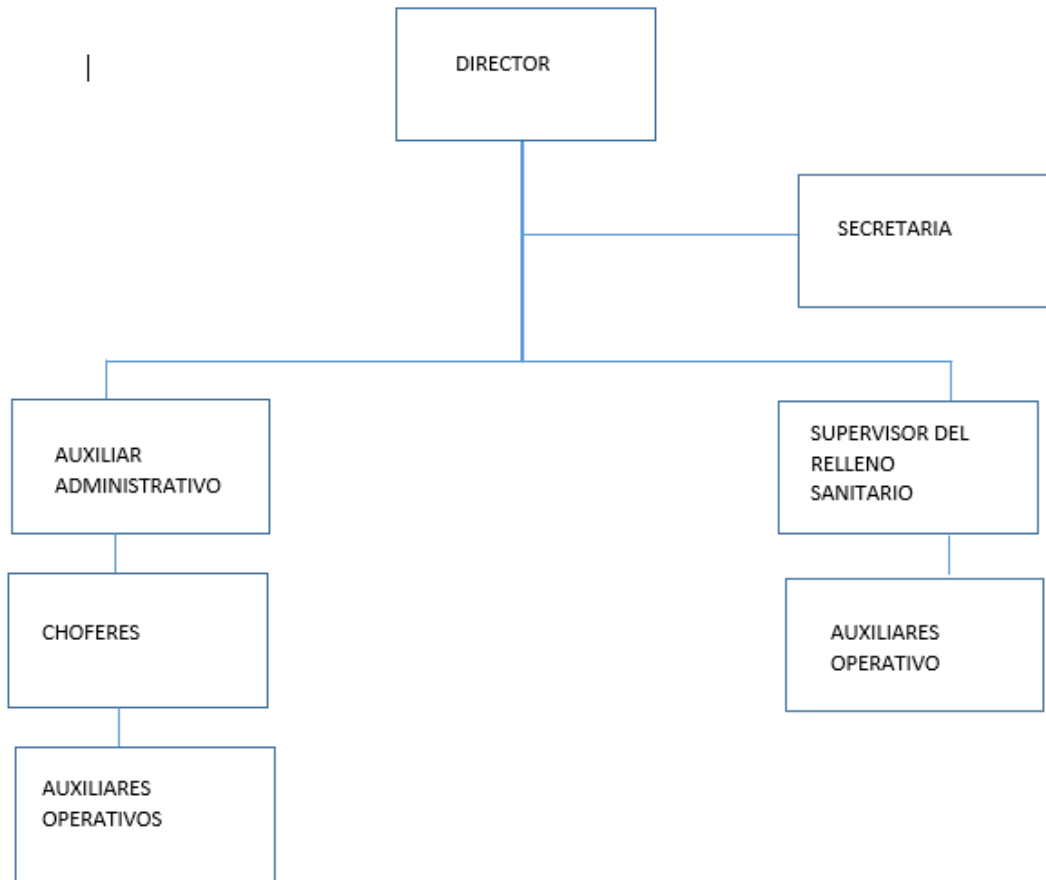 DIRECTOR
SECRETARIA
AUXILIAR
ADMINISTRATIVO
SUPERVISOR DEL
RELLENO
SANITARIO
CHOFERES
AUXILIARES
OPERATIVO
AUXILIARES
OPERATIVOS